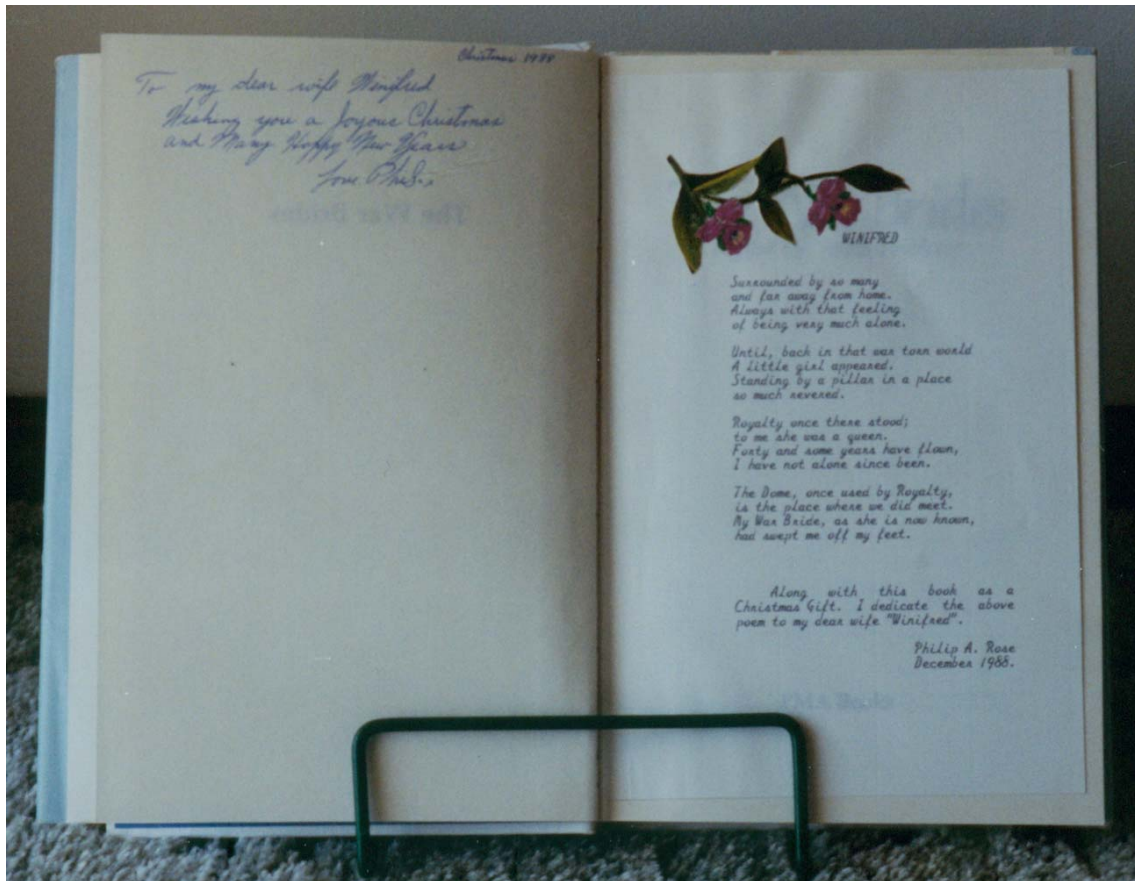 Christmas 1988
To my dear wife Winifred
Wishing you a Joyous Christmas
and Many Happy New Years
Love Phil
The War Brides
WINIFRED
Surrounded by so many
and far away from home.
Always with that feeling
of being very much alone.
Until, back in that war torn world
A little girl appeared.
Standing by a pillar in a place
so much revered.
Royalty once there stood;
to me she was a queen.
Forty and some years have flown,
I have not alone since been.
The Dome, once used by Royalty,
is the place where we did meet.
My War Bride, as she is now known,
had swept me off my feet.
Along with this book as a
Christmas Gift. I dedicate the above
poem to my dear wife "Winifred".
Philip A. Rose
December 1988.